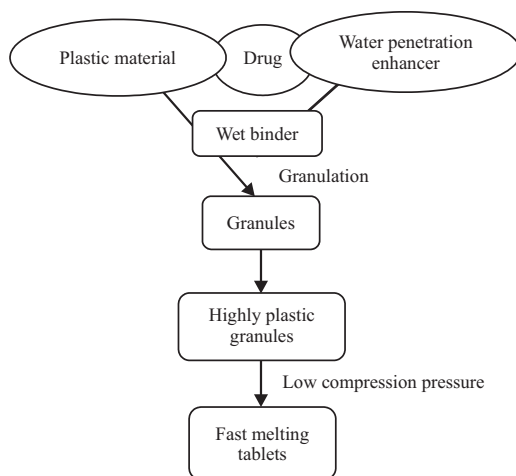 Plastic material
Drug
Water penetration
enhancer
Wet binder
Granulation
Granules
Highly plastic
granules
Low compression pressure
Fast melting
tablets